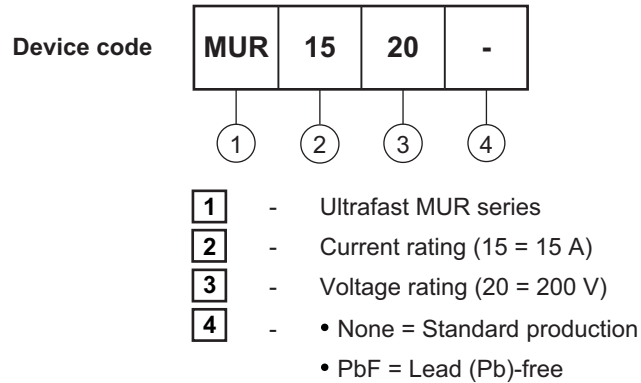 Device code MUR 15 20 -
1 2 3 4
1 - Ultrafast MUR series
2 - Current rating (15 = 15 A)
3 - Voltage rating (20 = 200 V)
4 - • None = Standard production
• PbF = Lead (Pb)-free